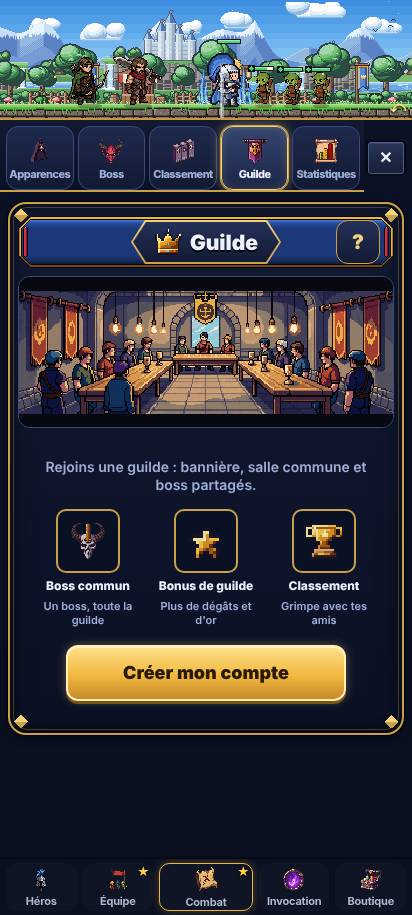 Apparences
Boss
Classement
Guilde
Statistiques
×
Guilde
?
Rejoins une guilde : bannière, salle commune et
boss partagés.
Boss commun
Bonus de guilde
Classement
Un boss, toute la
guilde
Plus de dégâts et
d'or
Grimpe avec tes
amis
Créer mon compte
Héros
Équipe
Combat
Invocation
Boutique